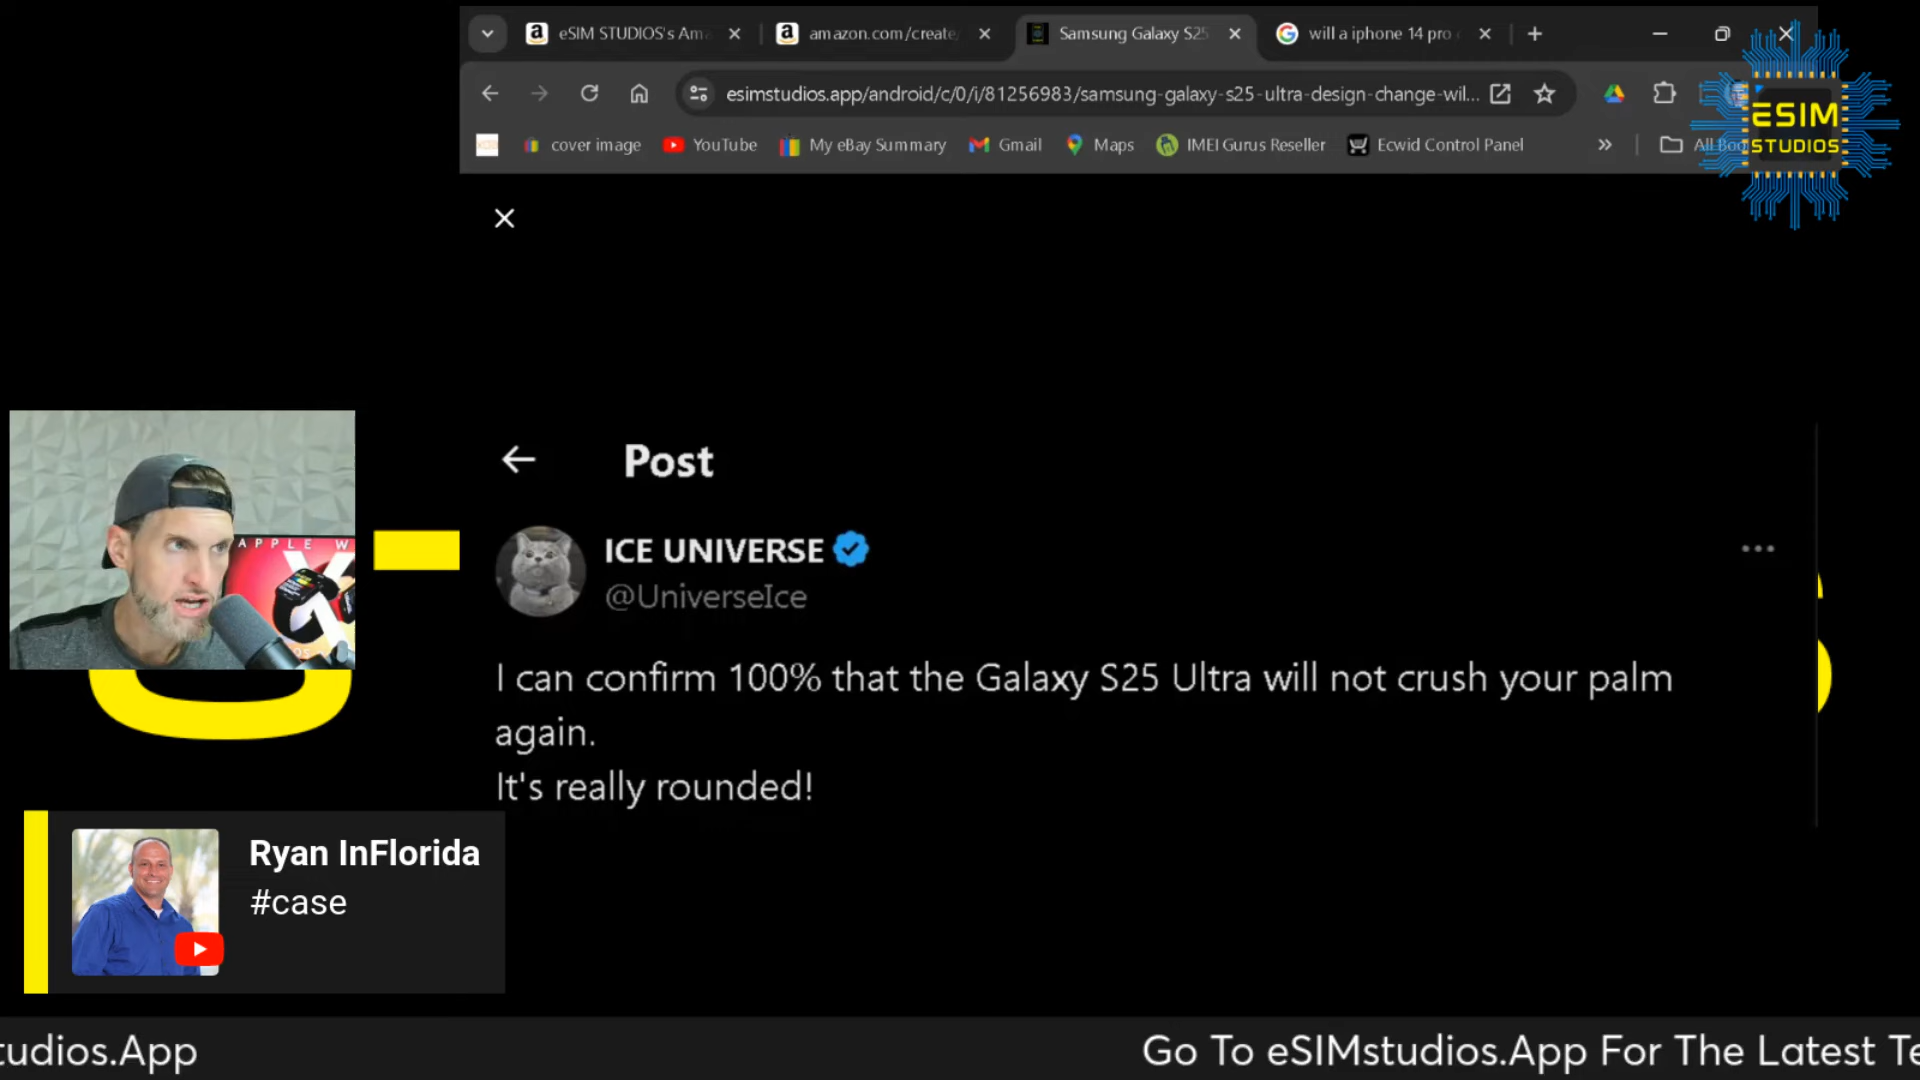 eSIM STUDIOS's Am
amazon.com/create
Samsung Galaxy S25
will a iphone 14 pro
esimstudios.app/android/c/0/i/81256983/samsung-galaxy-s25-ultra-design-change-wil...
cover image
YouTube
My eBay Summary
Gmail
Maps
IMEI Gurus Reseller
Ecwid Control Panel
»
All Bo
ESIM
STUDIOS
Post
ICE UNIVERSE
@UniverseIce
I can confirm 100% that the Galaxy S25 Ultra will not crush your palm
again.
It's really rounded!
APPLE W
Ryan InFlorida
#case
tudios.App
Go To eSIMstudios.App For The Latest Te